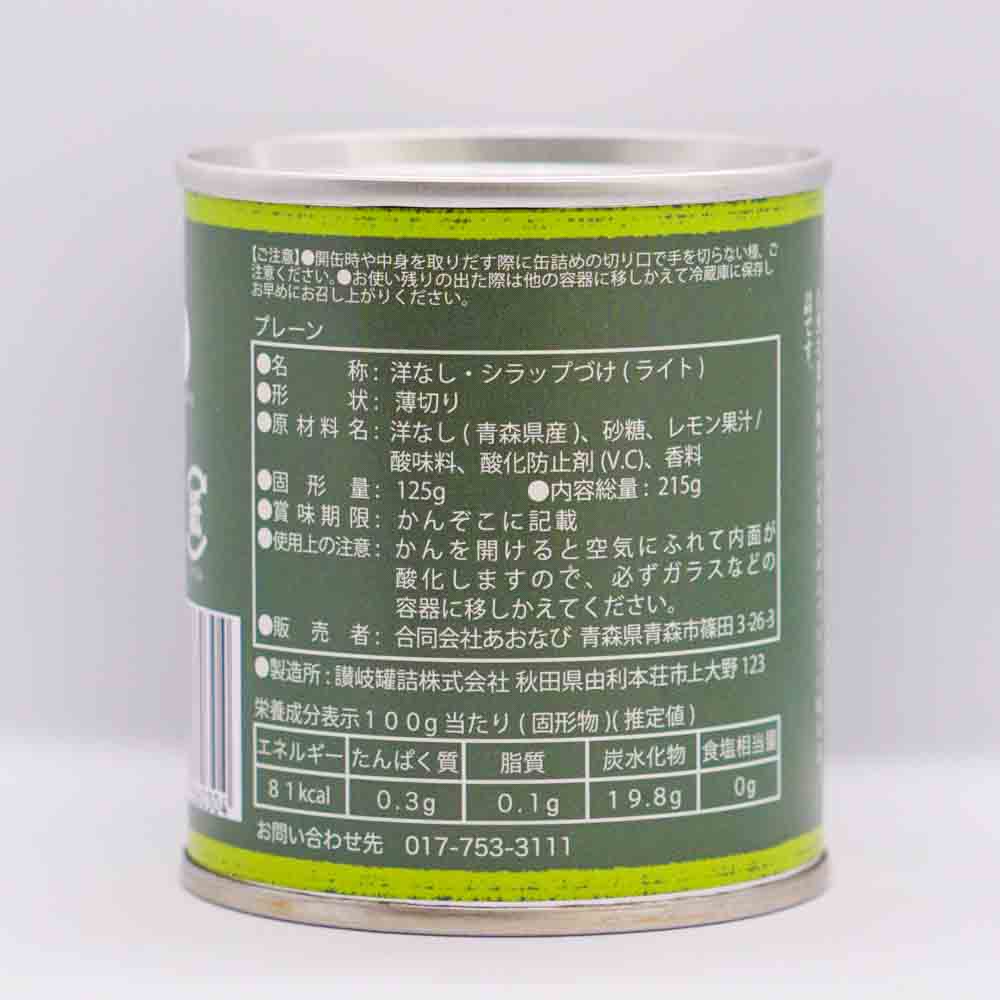 【ご注意】●開缶時や中身を取りだす際に缶詰めの切り口で手を切らない様、ご
注意ください。●お使い残りの出た際は他の容器に移しかえて冷蔵庫に保存し
お早めにお召し上がりください。
プレーン
●名称：洋なし・シラップづけ(ライト)
●形状：薄切り
●原材料名：洋なし(青森県産)、砂糖、レモン果汁/
酸味料、酸化防止剤(V.C)、香料
●固形量：125g ●内容総量：215g
●賞味期限：かんぞこに記載
●使用上の注意：かんを開けると空気にふれて内面が
酸化しますので、必ずガラスなどの
容器に移しかえてください。
●販売者：合同会社あおなび 青森県青森市篠田3-26-3
●製造所：讃岐罐詰株式会社 秋田県由利本荘市上大野123
栄養成分表示100g当たり(固形物)(推定値)
エネルギー たんぱく質 脂質 炭水化物 食塩相当量
81kcal 0.3g 0.1g 19.8g 0g
お問い合わせ先 017-753-3111